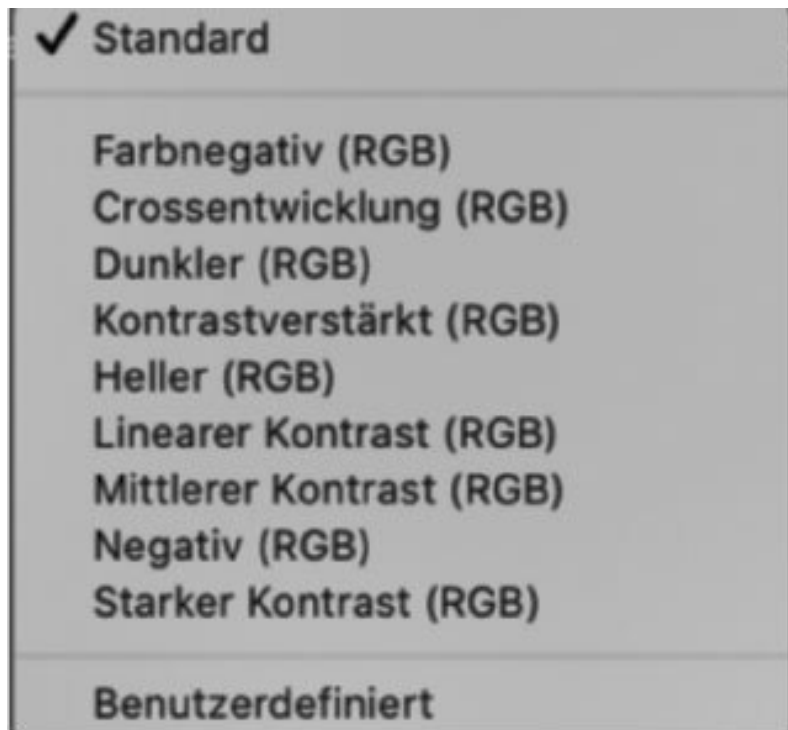 Standard
Farbnegativ (RGB)
Crossentwicklung (RGB)
Dunkler (RGB)
Kontrastverstärkt (RGB)
Heller (RGB)
Linearer Kontrast (RGB)
Mittlerer Kontrast (RGB)
Negativ (RGB)
Starker Kontrast (RGB)
Benutzerdefiniert